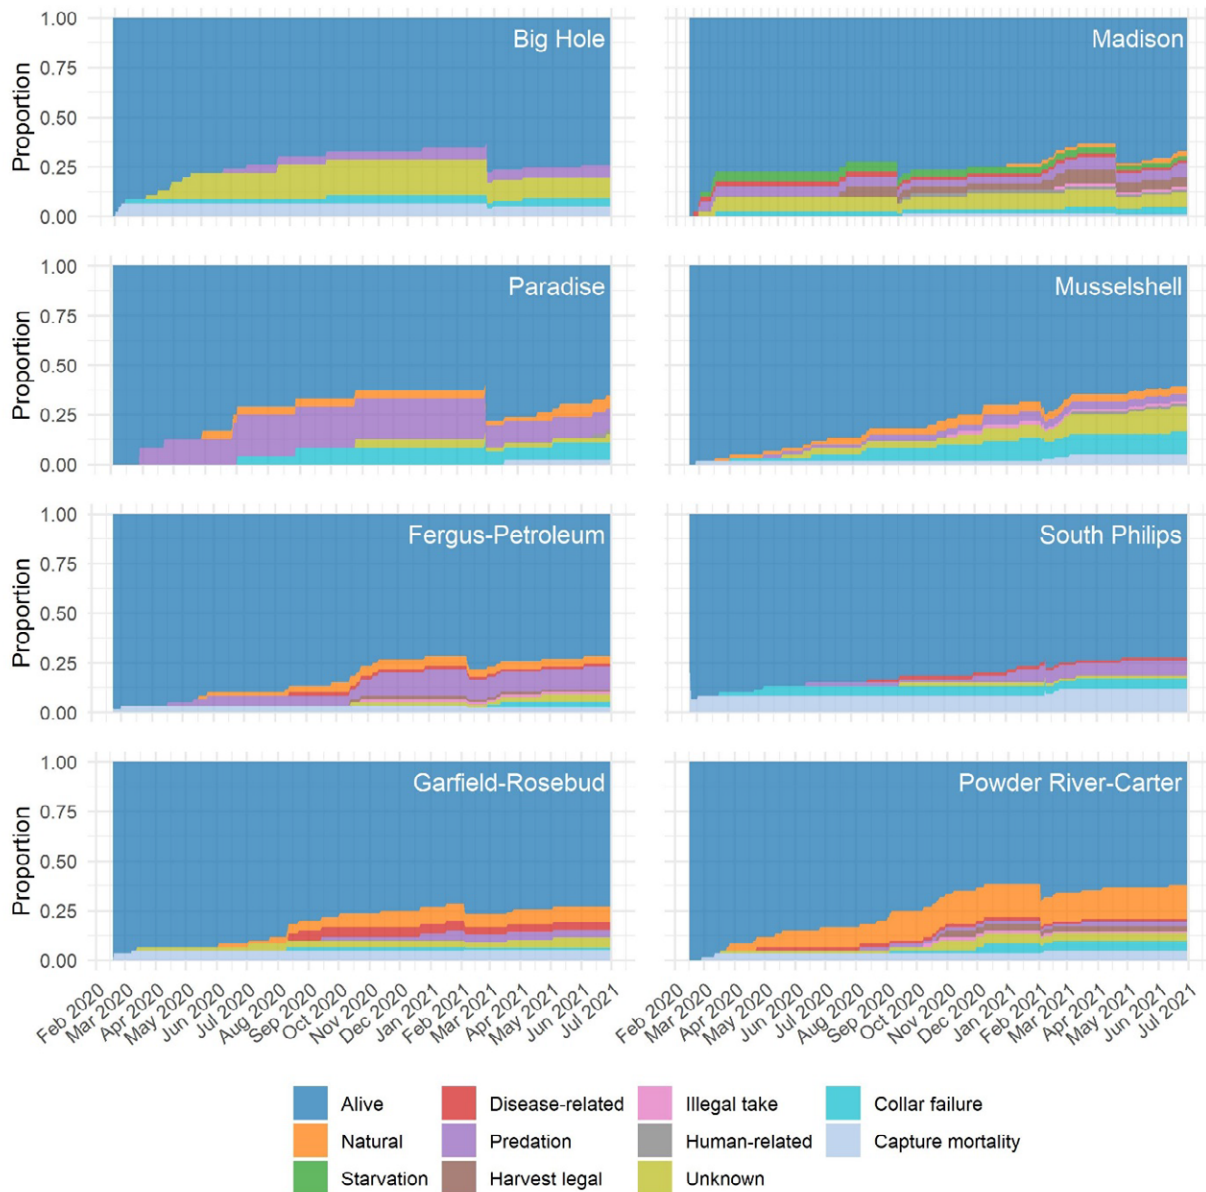 Big Hole
Madison
Proportion
1.00
0.75
0.50
0.25
0.00
Paradise
Musselshell
Proportion
1.00
0.75
0.50
0.25
0.00
Fergus-Petroleum
South Philips
Proportion
1.00
0.75
0.50
0.25
0.00
Garfield-Rosebud
Powder River-Carter
Proportion
1.00
0.75
0.50
0.25
0.00
Feb 2020 Mar 2020 Apr 2020 May 2020 Jun 2020 Jul 2020 Aug 2020 Sep 2020 Oct 2020 Nov 2020 Dec 2020 Jan 2021 Feb 2021 Mar 2021 Apr 2021 May 2021 Jun 2021 Jul 2021
Feb 2020 Mar 2020 Apr 2020 May 2020 Jun 2020 Jul 2020 Aug 2020 Sep 2020 Oct 2020 Nov 2020 Dec 2020 Jan 2021 Feb 2021 Mar 2021 Apr 2021 May 2021 Jun 2021 Jul 2021
Alive Disease-related Illegal take Collar failure
Natural Predation Human-related Capture mortality
Starvation Harvest legal Unknown